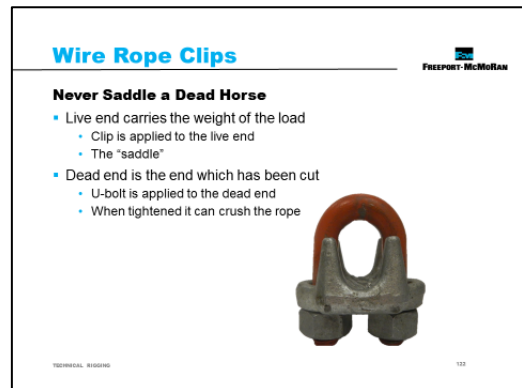 Wire Rope Clips
FCX
FREEPORT-MCMORAN
Never Saddle a Dead Horse
▪ Live end carries the weight of the load
• Clip is applied to the live end
• The “saddle”
▪ Dead end is the end which has been cut
• U-bolt is applied to the dead end
• When tightened it can crush the rope
TECHNICAL RIGGING
122